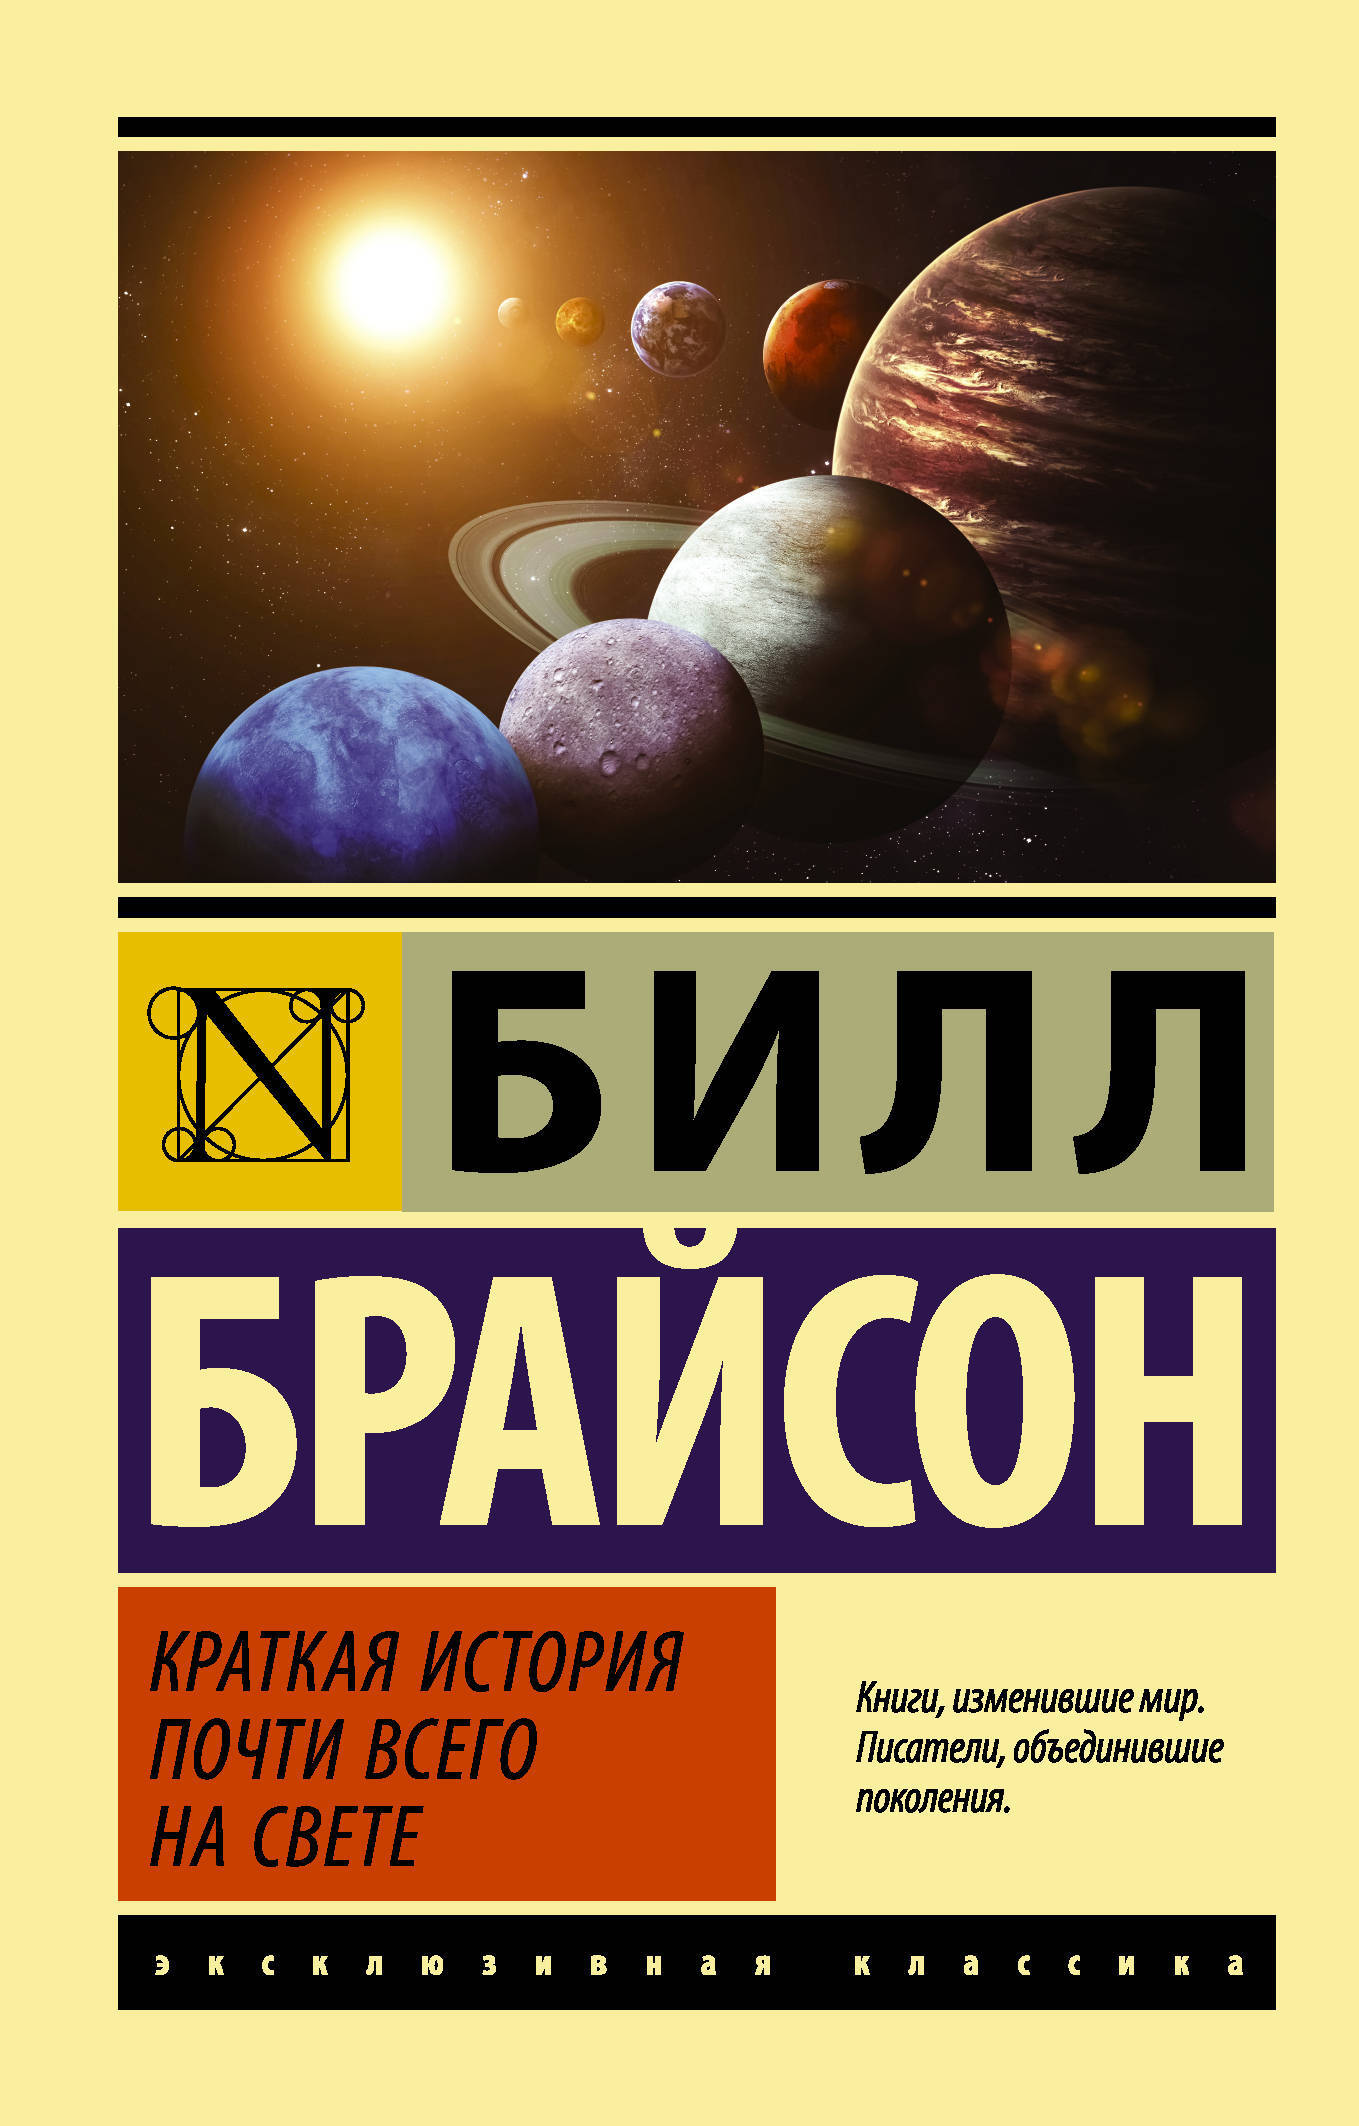 БИЛЛ
БРАЙСОН
КРАТКАЯ ИСТОРИЯ
ПОЧТИ ВСЕГО
НА СВЕТЕ
Книги, изменившие мир.
Писатели, объединившие
поколения.
эксклюзивная классика